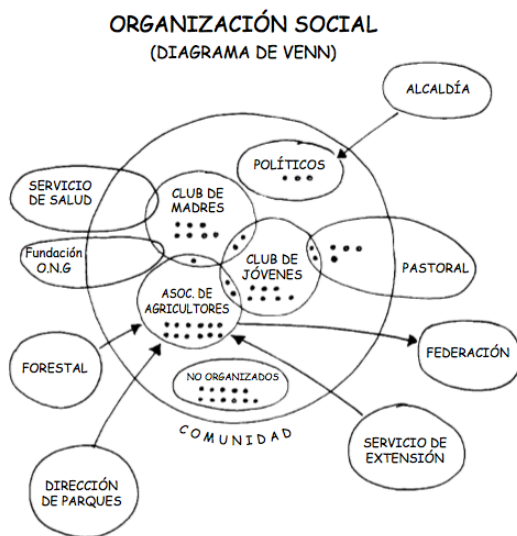 ORGANIZACIÓN SOCIAL
(DIAGRAMA DE VENN)
ALCALDÍA
POLÍTICOS
SERVICIO
DE SALUD
CLUB DE
MADRES
Fundación
O.N.G
CLUB DE
JÓVENES
PASTORAL
ASOC. DE
AGRICULTORES
FORESTAL
FEDERACIÓN
NO ORGANIZADOS
COMUNIDAD
SERVICIO DE
EXTENSIÓN
DIRECCIÓN
DE PARQUES